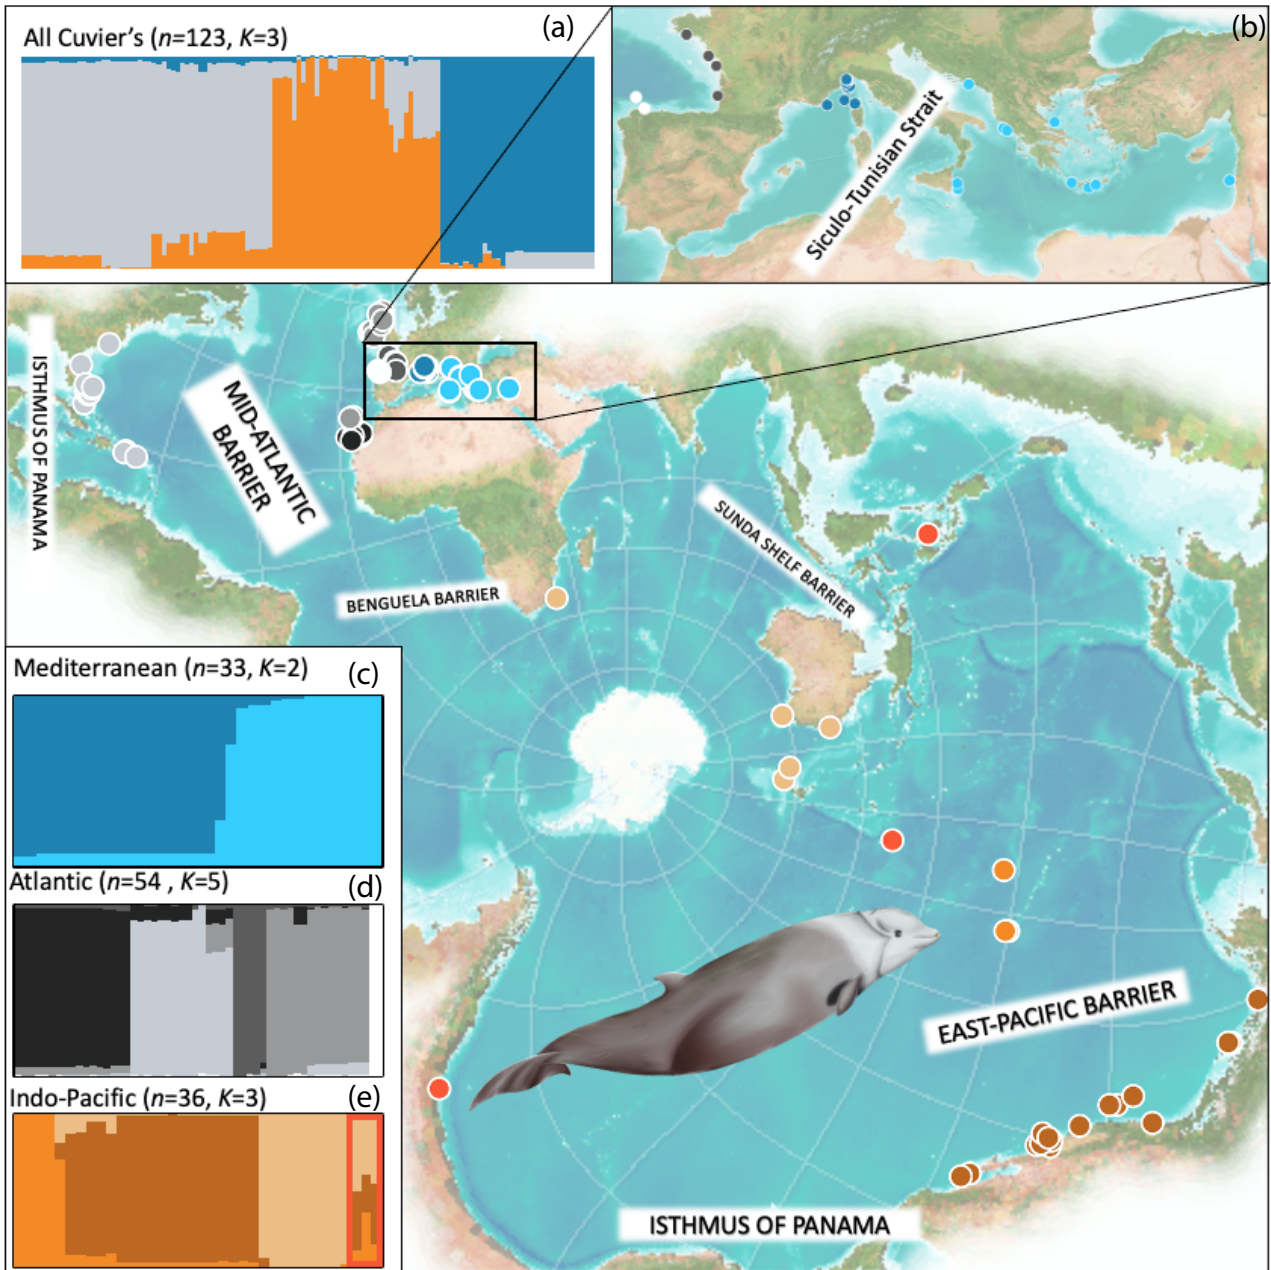 All Cuvier's (n=123, K=3)
(a)
(b)
Siculo-Tunisian Strait
ISTHMUS OF PANAMA
MID-ATLANTIC
BARRIER
BENGUELA BARRIER
SUNDA SHELF BARRIER
Mediterranean (n=33, K=2)
(c)
Atlantic (n=54 , K=5)
(d)
Indo-Pacific (n=36, K=3)
(e)
EAST-PACIFIC BARRIER
ISTHMUS OF PANAMA